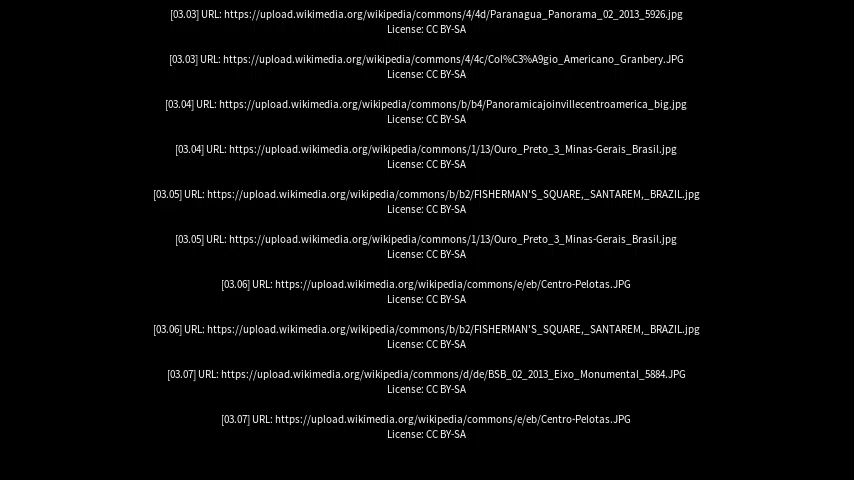 [03.03] URL: https://upload.wikimedia.org/wikipedia/commons/4/4d/Paranagua_Panorama_02_2013_5926.jpg
License: CC BY-SA
[03.03] URL: https://upload.wikimedia.org/wikipedia/commons/4/4c/Col%C3%A9gio_Americano_Granbery.JPG
License: CC BY-SA
[03.04] URL: https://upload.wikimedia.org/wikipedia/commons/b/b4/Panoramicajoinvillecentroamerica_big.jpg
License: CC BY-SA
[03.04] URL: https://upload.wikimedia.org/wikipedia/commons/1/13/Ouro_Preto_3_Minas-Gerais_Brasil.jpg
License: CC BY-SA
[03.05] URL: https://upload.wikimedia.org/wikipedia/commons/b/b2/FISHERMAN'S_SQUARE,_SANTAREM,_BRAZIL.jpg
License: CC BY-SA
[03.05] URL: https://upload.wikimedia.org/wikipedia/commons/1/13/Ouro_Preto_3_Minas-Gerais_Brasil.jpg
License: CC BY-SA
[03.06] URL: https://upload.wikimedia.org/wikipedia/commons/e/eb/Centro-Pelotas.JPG
License: CC BY-SA
[03.06] URL: https://upload.wikimedia.org/wikipedia/commons/b/b2/FISHERMAN'S_SQUARE,_SANTAREM,_BRAZIL.jpg
License: CC BY-SA
[03.07] URL: https://upload.wikimedia.org/wikipedia/commons/d/de/BSB_02_2013_Eixo_Monumental_5884.JPG
License: CC BY-SA
[03.07] URL: https://upload.wikimedia.org/wikipedia/commons/e/eb/Centro-Pelotas.JPG
License: CC BY-SA